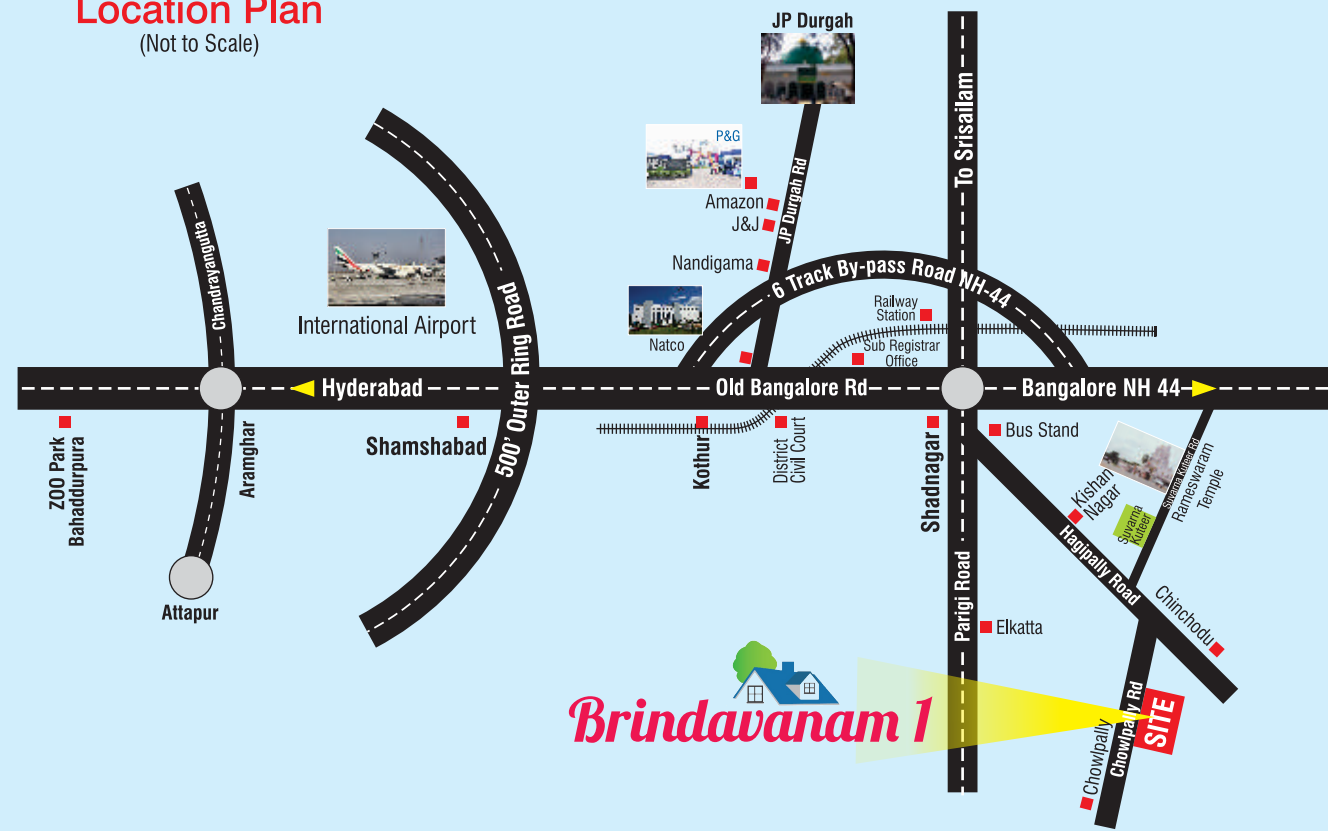 Location Plan
(Not to Scale)
JP Durgah
P&G
To Srisailam
Amazon
J&J
JP Durgah Rd
Nandigama
Chandrayangutta
International Airport
500' Outer Ring Road
6 Track By-pass Road NH-44
Natco
Railway
Station
Sub Registrar
Office
Hyderabad
Old Bangalore Rd
Bangalore NH 44
ZOO Park
Bahaddurpura
Aramghar
Shamshabad
Kothur
District
Civil Court
Shadnagar
Bus Stand
Kishan
Nagar
Suvarna Kuteer Rd
Rameswaram
Temple
Suvarna
Kuteer
Hagipally Road
Attapur
Parigi Road
Elkatta
Chinchodu
Brindavanam 1
Chowlpally
Chowlpally Rd
SITE